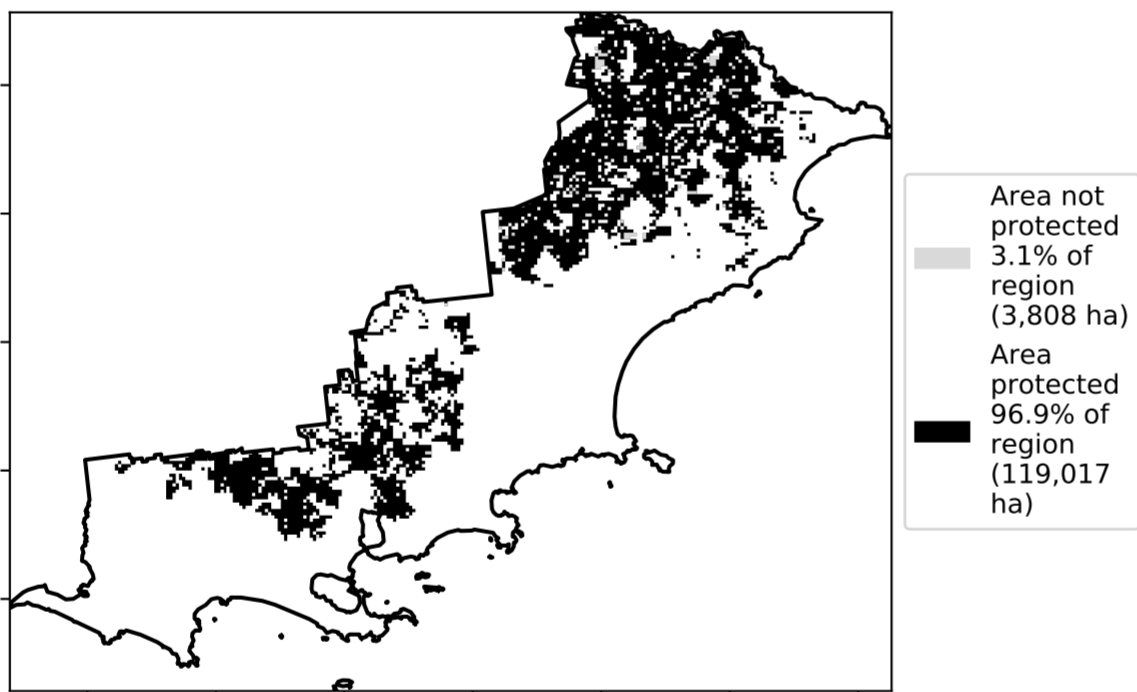 Area not
protected
3.1% of
region
(3,808 ha)
Area
protected
96.9% of
region
(119,017
ha)